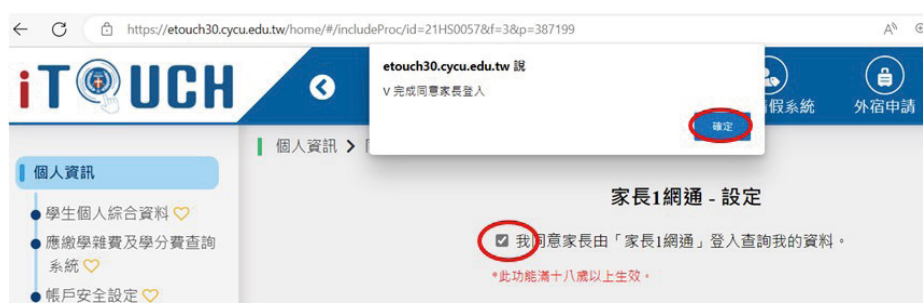 https://etouch30.cycu.edu.tw/home/#/includeProc/id=21HS0057&f=3&p=387199
iTOUCH
etouch30.cycu.edu.tw 說
V 完成同意家長登入
確定
假系統
外宿申請
個人資訊
個人資訊
學生個人綜合資料
應繳學雜費及學分費查詢
系統
帳戶安全設定
家長1網通 - 設定
我同意家長由「家長1網通」登入查詢我的資料。
*此功能滿十八歲以上生效。